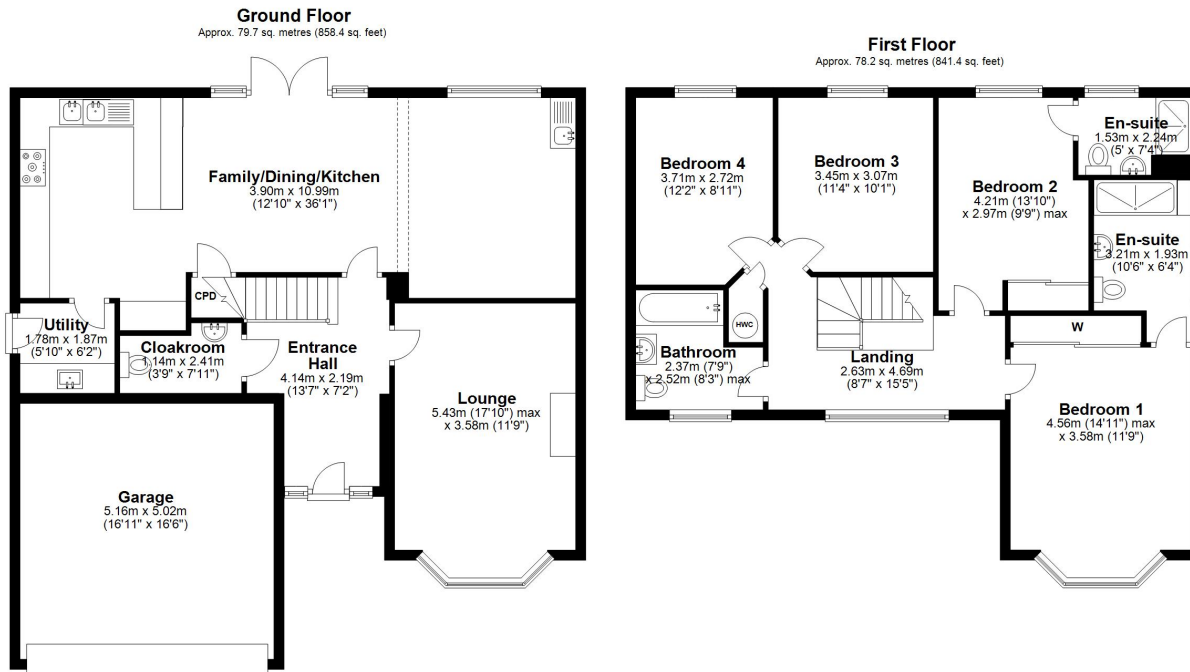 Ground Floor
Approx. 79.7 sq. metres (858.4 sq. feet)
Family/Dining/Kitchen
3.90m x 10.99m
(12'10" x 36'1")
CPD
Utility
1.78m x 1.87m
(5'10" x 6'2")
Cloakroom
1.14m x 2.41m
(3'9" x 7'11")
Entrance
Hall
4.14m x 2.19m
(13'7" x 7'2")
Lounge
5.43m (17'10") max
x 3.58m (11'9")
Garage
5.16m x 5.02m
(16'11" x 16'6")
First Floor
Approx. 78.2 sq. metres (841.4 sq. feet)
Bedroom 4
3.71m x 2.72m
(12'2" x 8'11")
Bedroom 3
3.45m x 3.07m
(11'4" x 10'1")
Bedroom 2
4.21m (13'10")
x 2.97m (9'9") max
En-suite
1.53m x 2.24m
(5' x 7'4")
En-suite
3.21m x 1.93m
(10'6" x 6'4")
HWC
W
Bathroom
2.37m (7'9")
x 2.52m (8'3") max
Landing
2.63m x 4.69m
(8'7" x 15'5")
Bedroom 1
4.56m (14'11") max
x 3.58m (11'9")